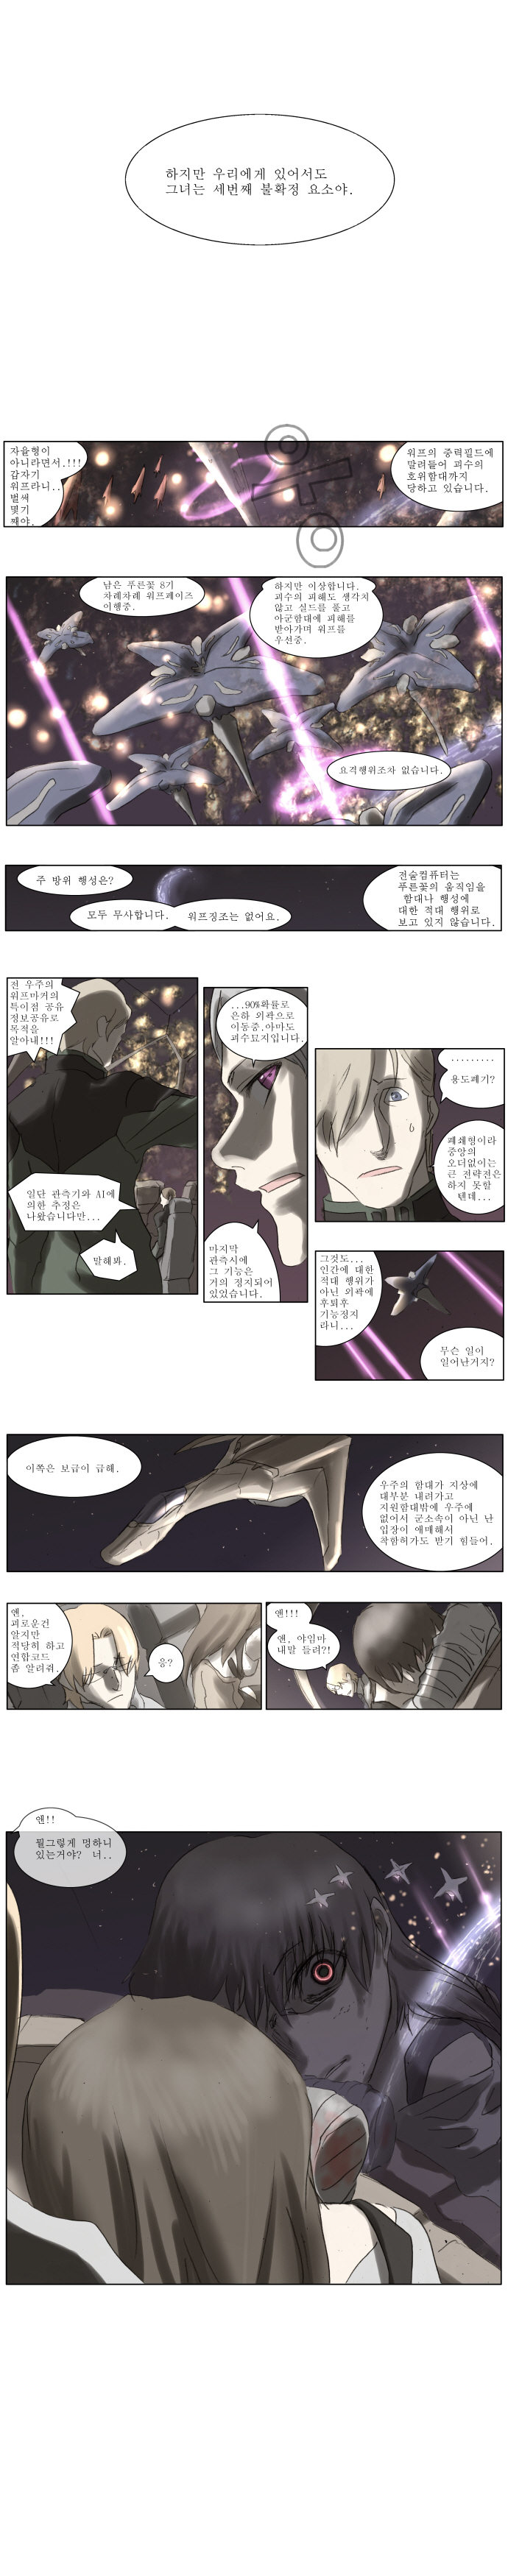 하지만 우리에게 있어서도
그녀는 세번째 불확정 요소야.
자율형이
아니라면서.!!!
갑자기
워프라니..
벌써
몇기
째야.
워프의 중력필드에
말려들어 괴수의
호위함대까지
당하고 있습니다.
쿠구
남은 푸른꽃 8기
차례차례 워프페이즈
이행중.
하지만 이상합니다.
괴수의 피해도 생각치
않고 실드를 풀고
아군함대에 피해를
받아가며 워프를
우선중.
요격행위조차 없습니다.
주 방위 행성은?
모두 무사합니다.
워프징조는 없어요.
전술컴퓨터는
푸른꽃의 움직임을
함대나 행성에
대한 적대 행위로
보고 있지 않습니다.
전 우주의
워프마커의
특이점 공유
정보공유로
목적을
알아내!!!
일단 관측기와 AI에
의한 추정은
나왔습니다만...
말해봐.
...90%확률로
은하 외곽으로
이동중.아마도
괴수묘지입니다.
마지막
관측시에
그 기능은
거의 정지되어
있었습니다.
.........
용도폐기?
폐쇄형이라
중앙의
오더없이는
큰 전략전은
하지 못할
텐데...
그것도...
인간에 대한
적대 행위가
아닌 외곽에
후퇴후
기능정지
라니...
무슨 일이
일어난거지?
이쪽은 보급이 급해.
우주의 함대가 지상에
대부분 내려가고
지원함대밖에 우주에
없어서 군소속이 아닌 난
입장이 애매해서
착함허가도 받기 힘들어.
앤,
괴로운건
알지만
적당히 하고
연합코드
좀 알려줘.
응?
앤!!!
앤, 야임마
내말 들려?!
앤!!
뭘그렇게 멍하니
있는거야? 너..